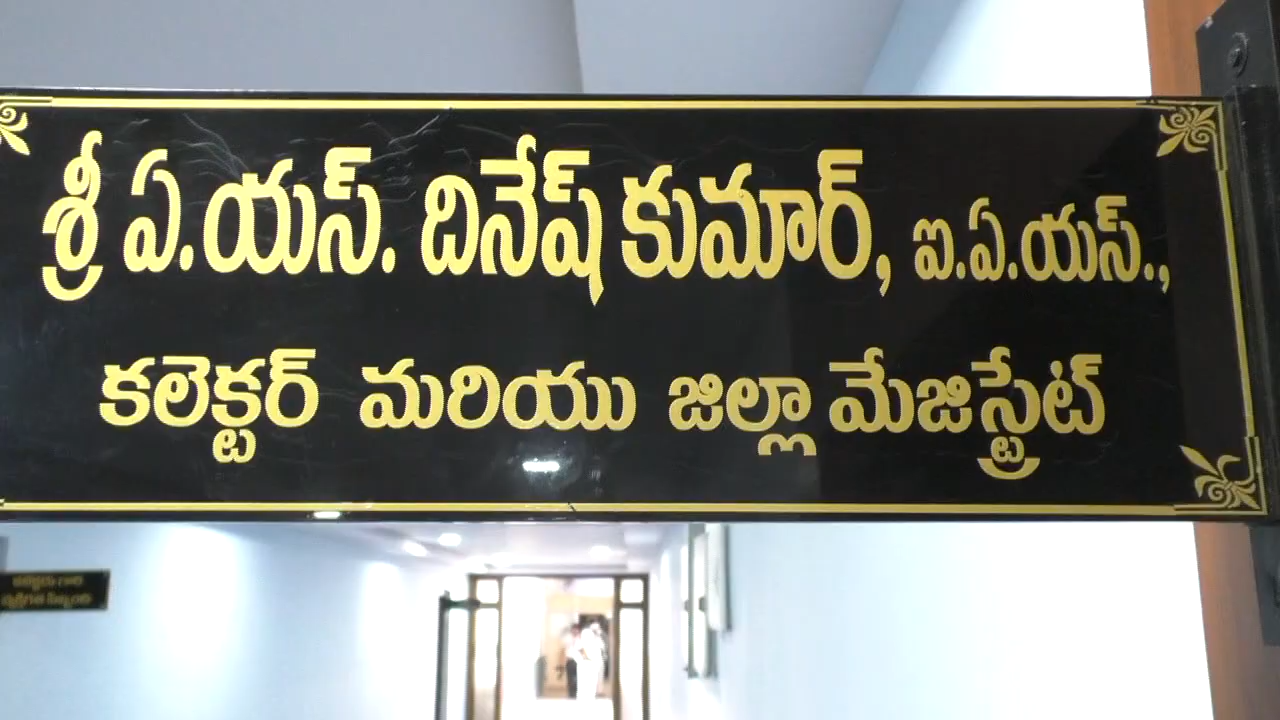 శ్రీ ఏ.యస్. దినేష్ కుమార్, ఐ.ఏ.యస్.,
కలెక్టర్ మరియు జిల్లా మేజిస్ట్రేట్